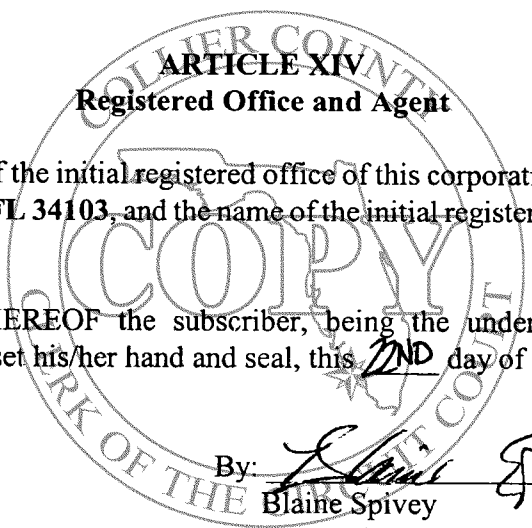 COLLIER COUNTY
ARTICLE XIV
Registered Office and Agent
f the initial registered office of this corporati
FL 34103, and the name of the initial register
COPY
HEREOF the subscriber, being the under
set his/her hand and seal, this 22ND day of
By:
Blaine Spivey
CLERK OF THE CIRCUIT COURT